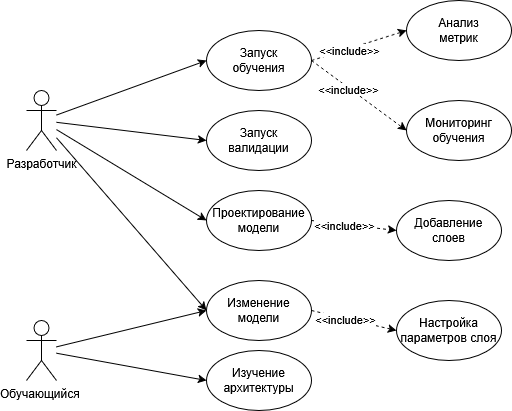 Анализ
метрик
Запуск
обучения
<<include>>
<<include>>
Мониторинг
обучения
Запуск
валидации
Разработчик
Проектирование
модели
<<include>>
Добавление
слоев
Изменение
модели
<<include>>
Настройка
параметров слоя
Изучение
архитектуры
Обучающийся